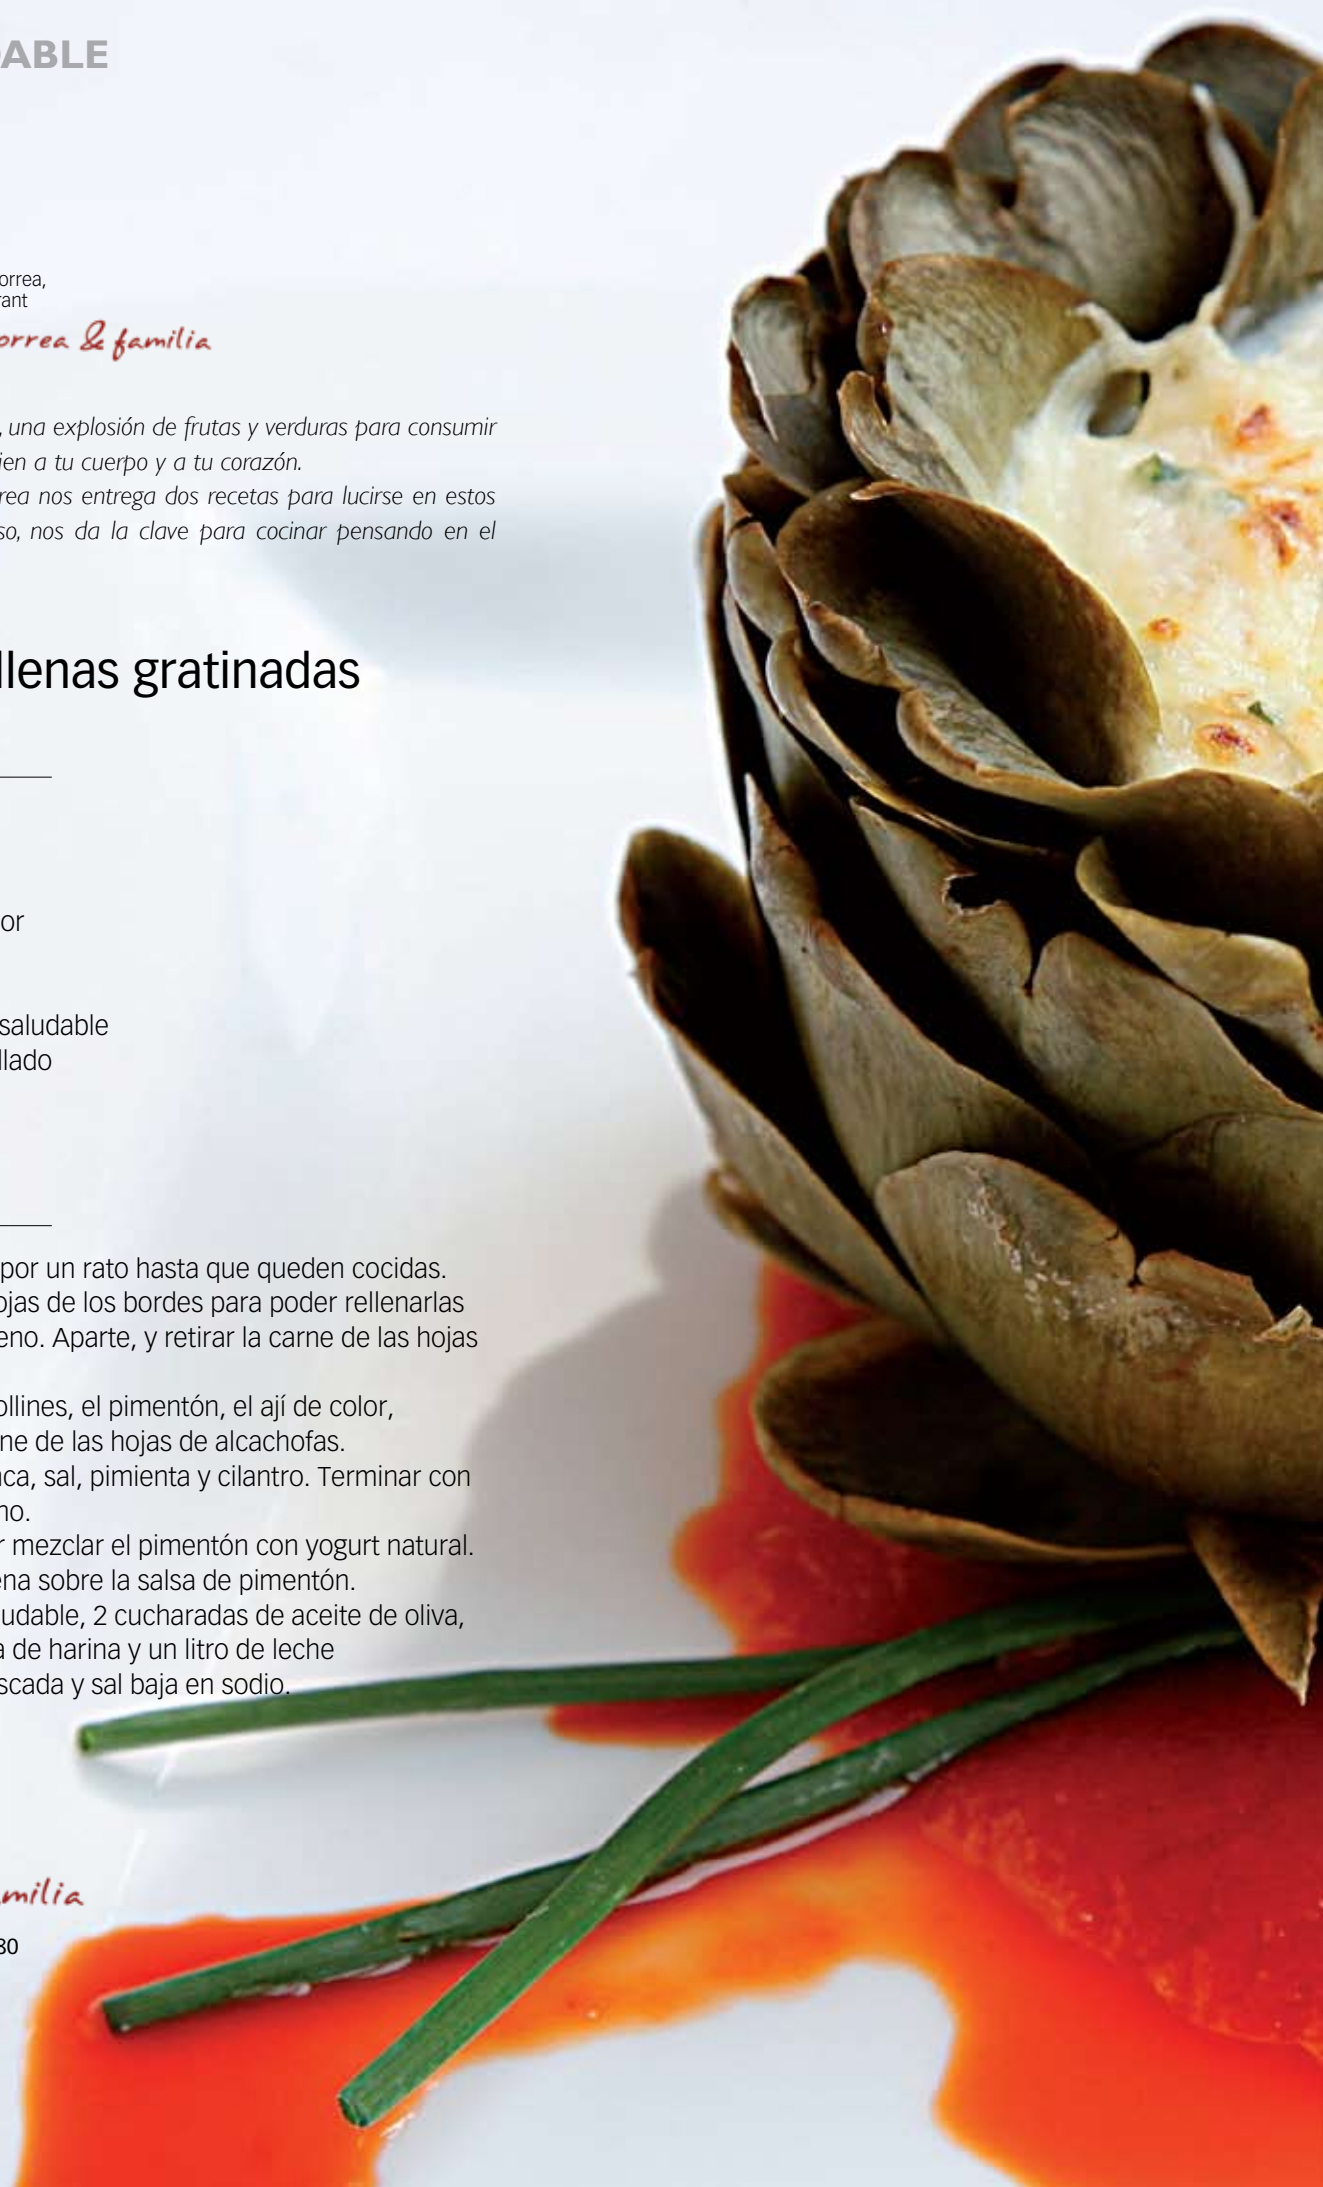 ABLE
orrea,
rant
orrea & familia
, una explosión de frutas y verduras para consumir
ien a tu cuerpo y a tu corazón.
rea nos entrega dos recetas para lucirse en estos
so, nos da la clave para cocinar pensando en el
llenas gratinadas
or
saludable
llado
por un rato hasta que queden cocidas.
ojas de los bordes para poder rellenarlas
eno. Aparte, y retirar la carne de las hojas
ollines, el pimentón, el ají de color,
ne de las hojas de alcachofas.
ca, sal, pimienta y cilantro. Terminar con
no.
r mezclar el pimentón con yogurt natural.
ena sobre la salsa de pimentón.
udable, 2 cucharadas de aceite de oliva,
a de harina y un litro de leche
scada y sal baja en sodio.
milia
80